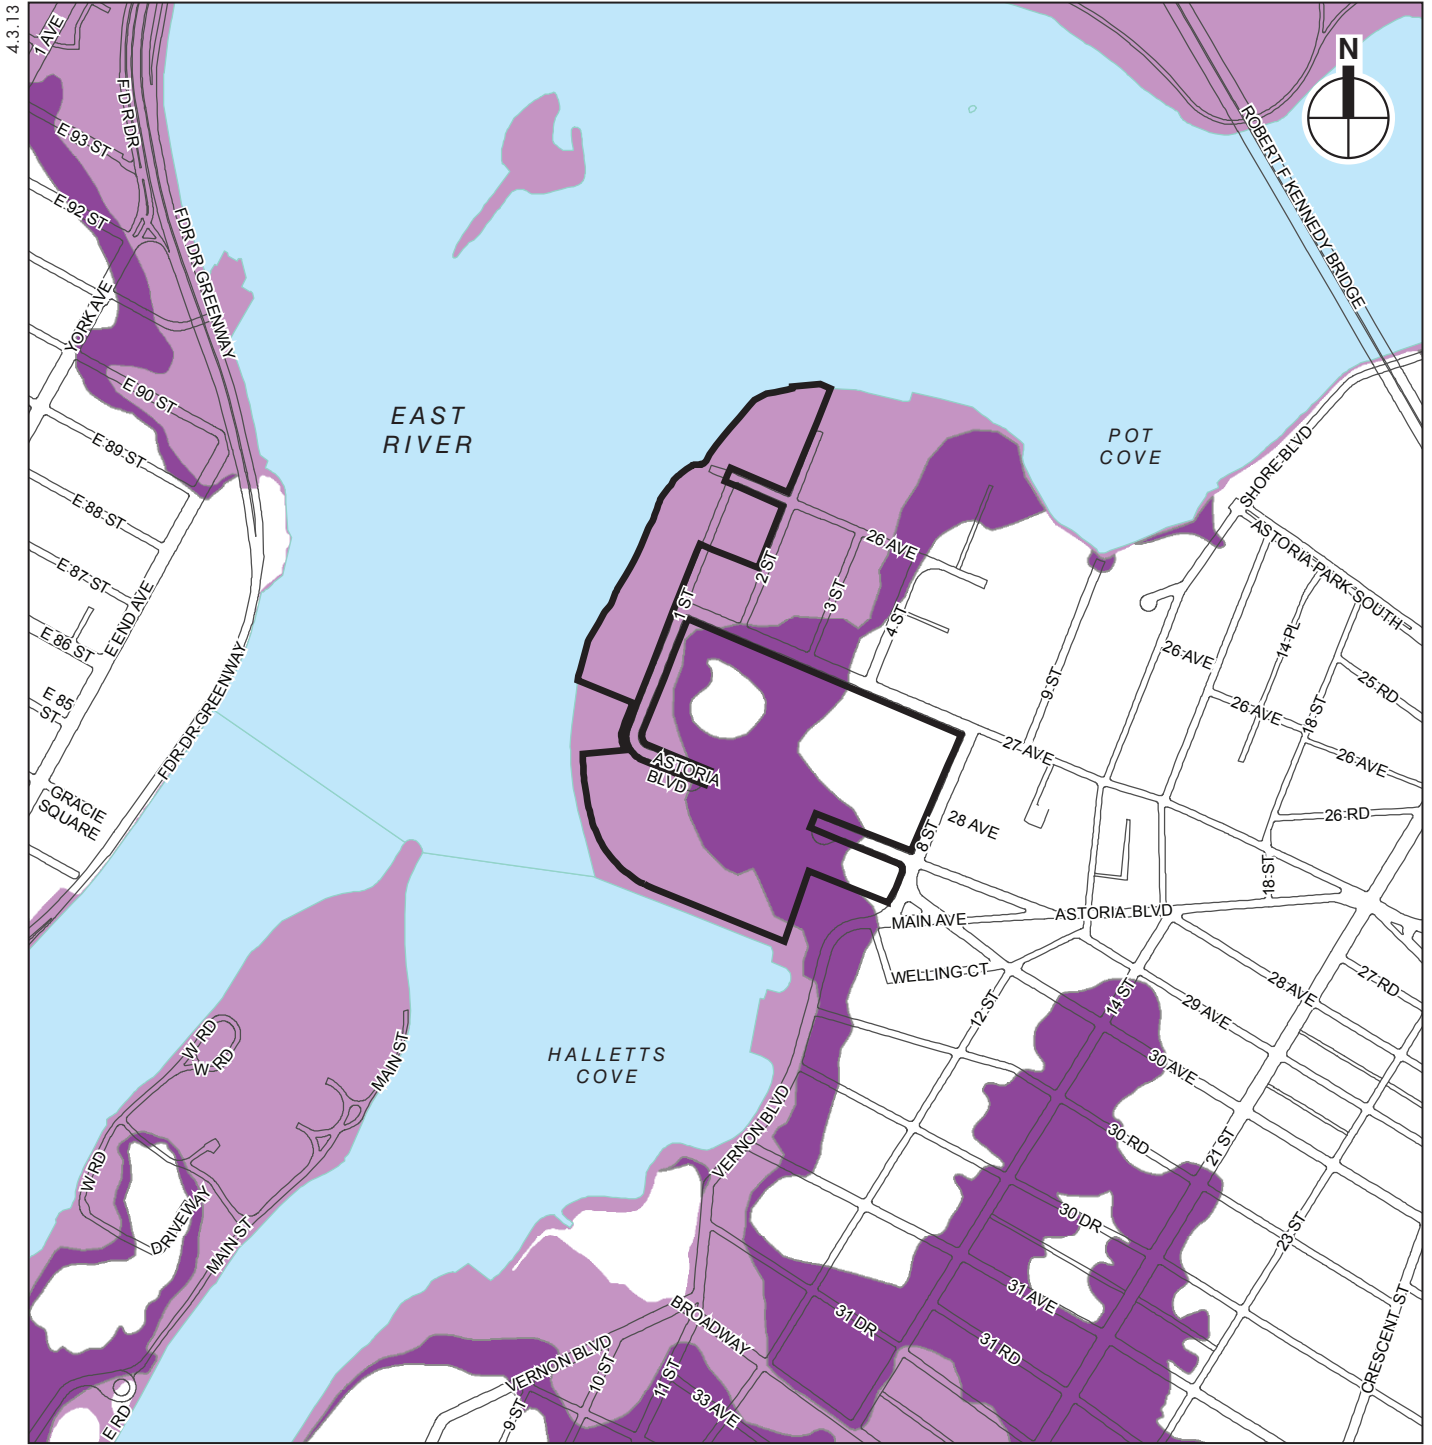 4.3.13
1 AVE
F D R DR
N
E 93 ST
ROBERT F KENNEDY BRIDGE
E 92 ST
FDR DR GREENWAY
YORK AVE
E 90 ST
EAST
RIVER
E 89 ST
POT
COVE
SHORE BLVD
E 88 ST
ASTORIA PARK SOUTH
26 AVE
E 87 ST
2 ST
3 ST
1 ST
4 ST
E END AVE
E 86 ST
14 PL
26 AVE
9 ST
25 RD
E 85
ST
FDR DR GREENWAY
26 AVE
18 ST
27 AVE
26 AVE
ASTORIA
BLVD
GRACIE
SQUARE
28 AVE
8 ST
26 RD
18 ST
MAIN AVE
ASTORIA BLVD
WELLING CT
28 AVE
27 RD
14 ST
12 ST
29 AVE
W RD
W RD
MAIN ST
HALLETTS
COVE
30 AVE
VERNON BLVD
30 RD
21 ST
W RD
DRIVEWAY
MAIN ST
30 DR
23 ST
31 AVE
BROADWAY
31 DR
31 RD
CRESCENT ST
VERNON BLVD
10 ST
11 ST
33 AVE
9 ST
E RD